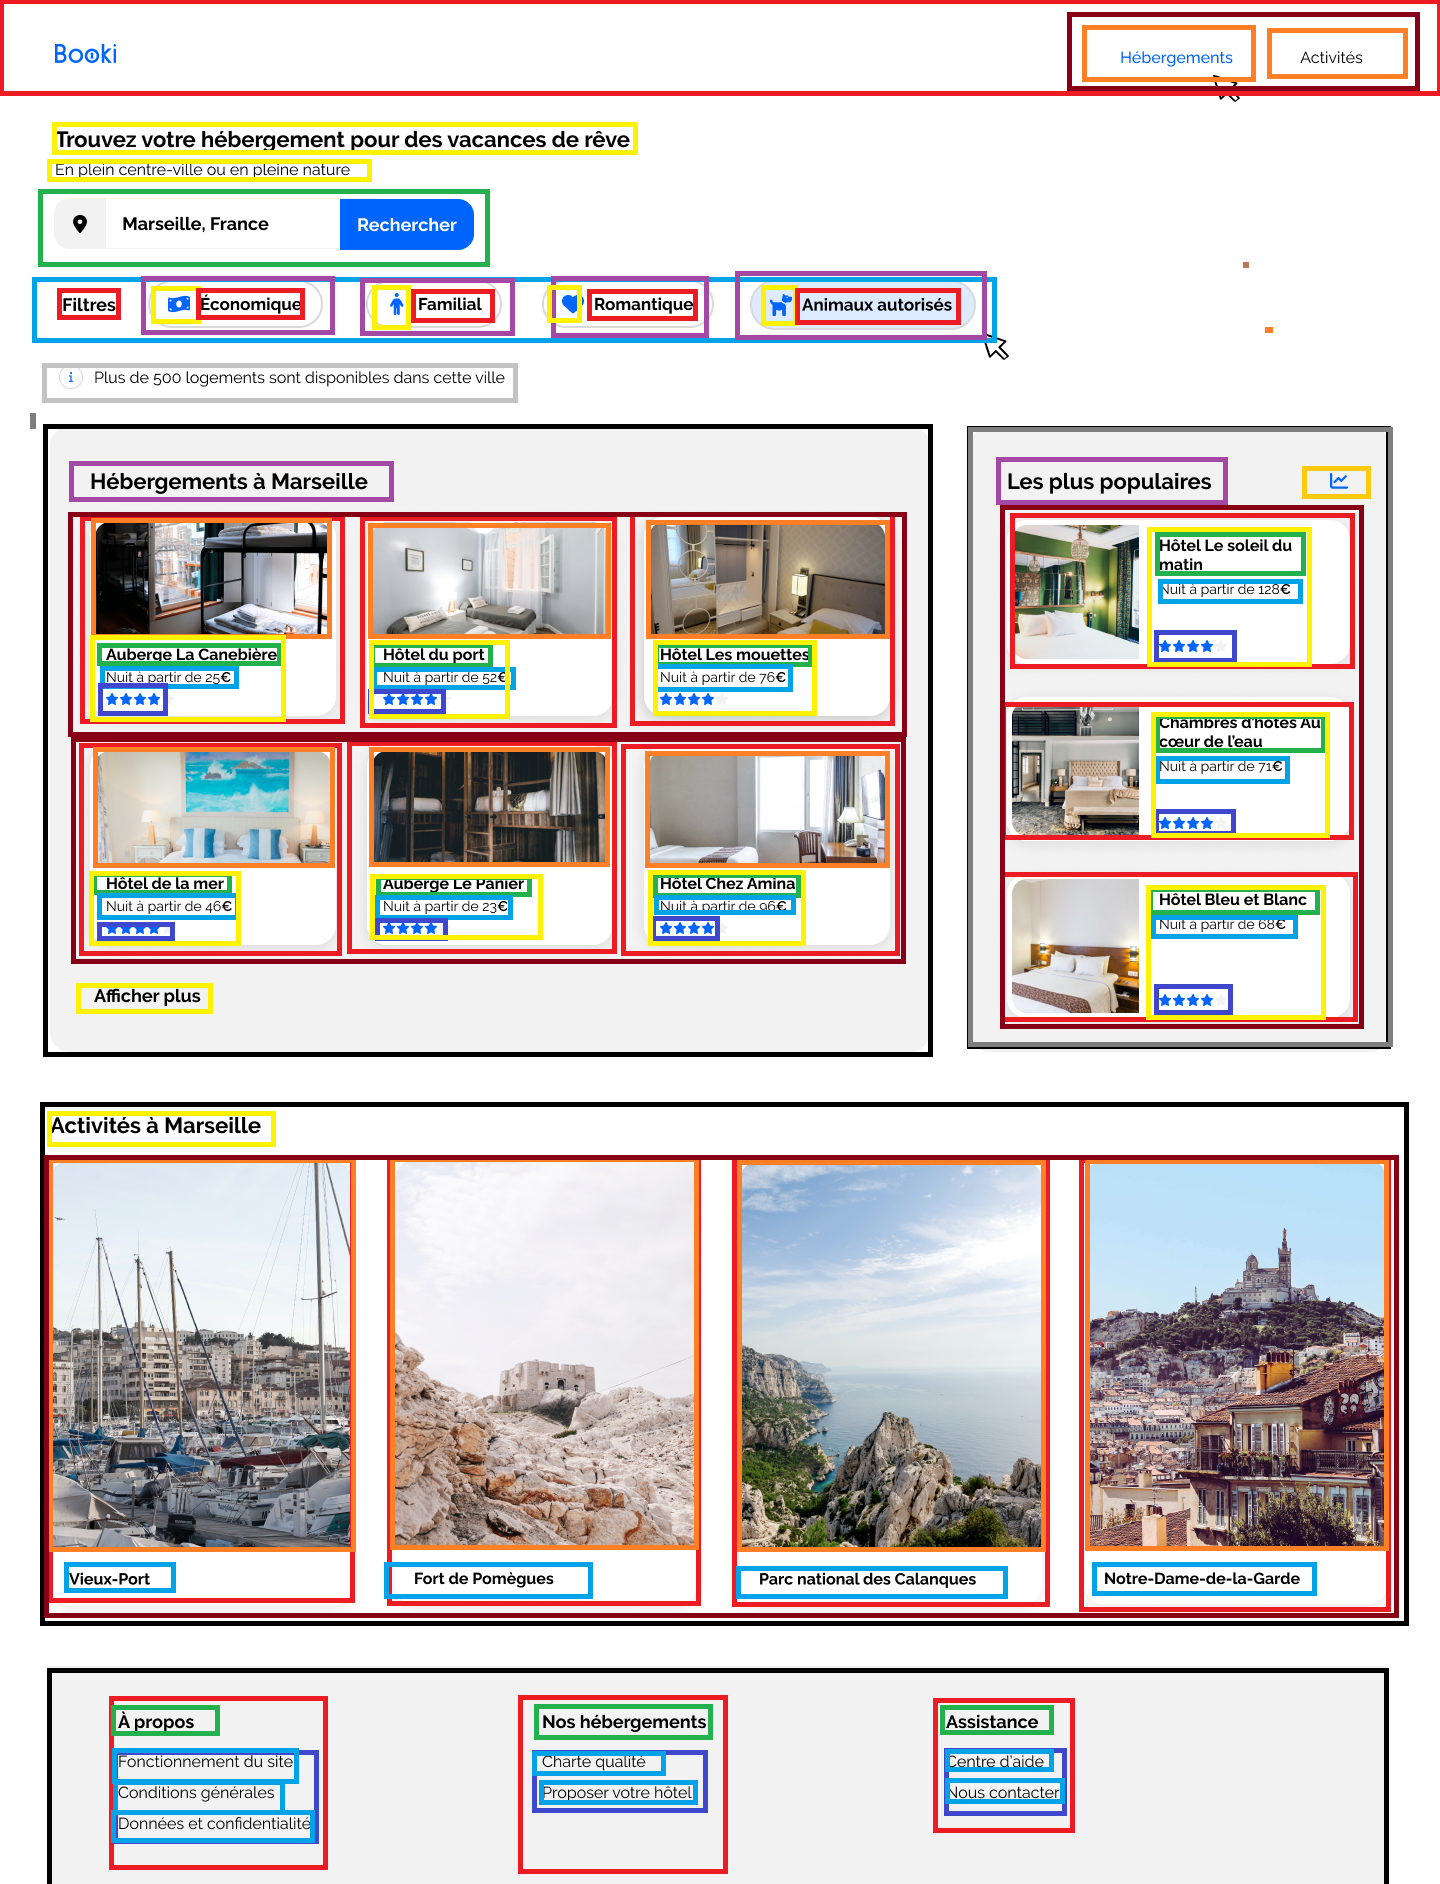 Booki
Hébergements
Activités
Trouvez votre hébergement pour des vacances de rêve
En plein centre-ville ou en pleine nature
Marseille, France
Rechercher
Filtres
Économique
Familial
Romantique
Animaux autorisés
Plus de 500 logements sont disponibles dans cette ville
Hébergements à Marseille
Auberge La Canebière
Nuit à partir de 25€
Hôtel du port
Nuit à partir de 52€
Hôtel Les mouettes
Nuit à partir de 76€
Hôtel de la mer
Nuit à partir de 46€
Auberge Le Panier
Nuit à partir de 23€
Hôtel Chez Amina
Nuit à partir de 96€
Afficher plus
Les plus populaires
Hôtel Le soleil du
matin
Nuit à partir de 128€
Chambres d'hôtes Au
cœur de l'eau
Nuit à partir de 71€
Hôtel Bleu et Blanc
Nuit à partir de 68€
Activités à Marseille
Vieux-Port
Fort de Pomègues
Parc national des Calanques
Notre-Dame-de-la-Garde
À propos
Fonctionnement du site
Conditions générales
Données et confidentialité
Nos hébergements
Charte qualité
Proposer votre hôtel
Assistance
Centre d'aide
Nous contacter